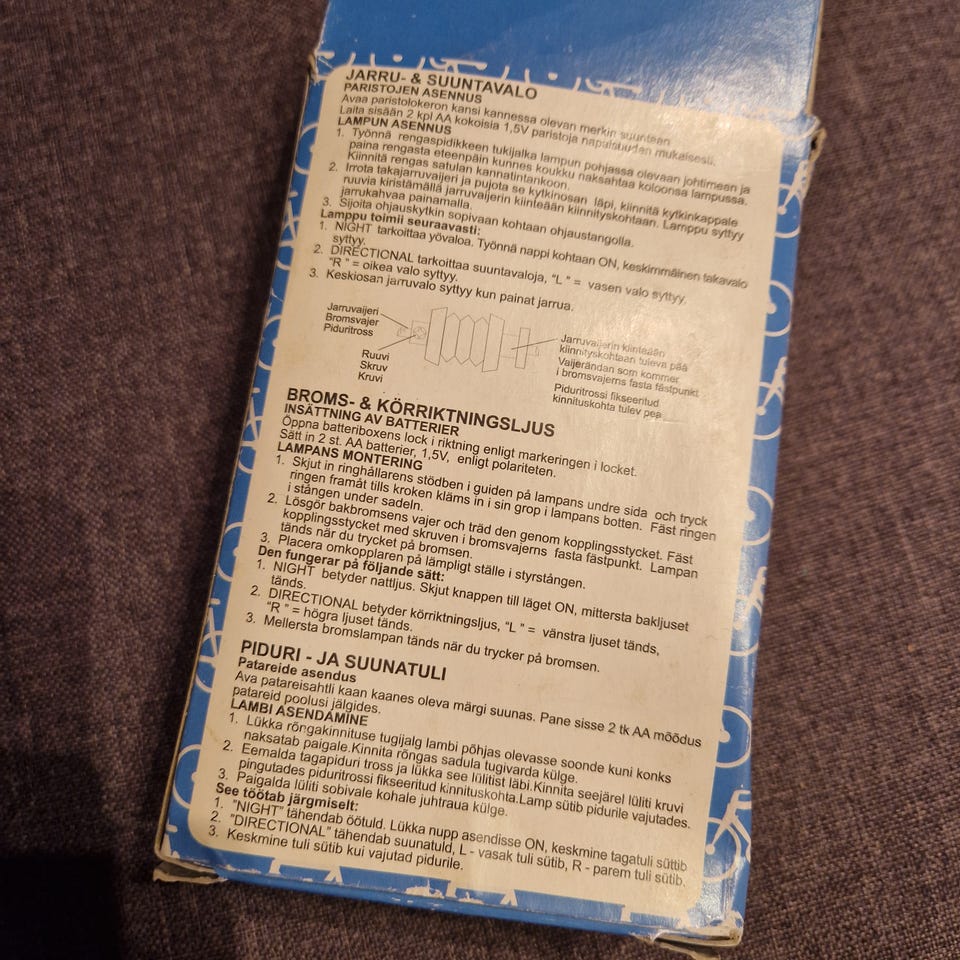 JARRU- & SUUNTAVALO
PARISTOJEN ASENNUS
Avaa paristolokeron kansi kannessa olevan merkin suuntaan
Laita sisään 2 kpl AA kokoisia 1,5V paristoja napaisuuden mukaisesti.
LAMPUN ASENNUS
1. Työnnä rengaspidikkeen tukijalka lampun pohjassa olevaan johtimeen ja
paina rengasta eteenpäin kunnes koukku naksahtaa koloonsa lampussa.
Kiinnitä rengas satulan kannatintankoon.
2. Irrota takajarruvaijeri ja pujota se kytkinosan läpi, kiinnitä kytkinkappale
ruuvia kiristämällä jarruvaijerin kiinteään kiinnityskohtaan. Lamppu syttyy
jarrukahvaa painamalla.
3. Sijoita ohjauskytkin sopivaan kohtaan ohjaustangolla.
Lamppu toimii seuraavasti:
1. NIGHT tarkoittaa yövaloa. Työnnä nappi kohtaan ON, keskimmäinen takavalo
syttyy.
2. DIRECTIONAL tarkoittaa suuntavaloja, “L ” = vasen valo syttyy.
“R ” = oikea valo syttyy.
3. Keskiosan jarruvalo syttyy kun painat jarrua.
Jarruvaijeri
Bromsvajer
Piduritross
Ruuvi
Skruv
Kruvi
Jarruvaijerin kiinteään
kiinnityskohtaan tuleva pää
Vaijerändan som kommer
i bromsvajerns fasta fästpunkt
Piduritrossi fikseeritud
kinnituskohta tulev pea
BROMS- & KÖRRIKTNINGSLJUS
INSÄTTNING AV BATTERIER
Öppna batteriboxens lock i riktning enligt markeringen i locket.
Sätt in 2 st. AA batterier, 1,5V, enligt polariteten.
LAMPANS MONTERING
1. Skjut in ringhållarens stödben i guiden på lampans undre sida och tryck
ringen framåt tills kroken kläms in i sin grop i lampans botten. Fäst ringen
i stången under sadeln.
2. Lösgör bakbromsens vajer och träd den genom kopplingsstycket. Fäst
kopplingsstycket med skruven i bromsvajerns fasta fästpunkt. Lampan
tänds när du trycket på bromsen.
3. Placera omkopplaren på lämpligt ställe i styrstången.
Den fungerar på följande sätt:
1. NIGHT betyder nattljus. Skjut knappen till läget ON, mittersta bakljuset
tänds.
2. DIRECTIONAL betyder körriktningsljus, “L ” = vänstra ljuset tänds,
“R ” = högra ljuset tänds.
3. Mellersta bromslampan tänds när du trycker på bromsen.
PIDURI - JA SUUNATULI
Patareide asendus
Ava patareisahtli kaan kaanes oleva märgi suunas. Pane sisse 2 tk AA mõõdus
patareid poolusi jälgides.
LAMBI ASENDAMINE
1. Lükka rõngakinnituse tugijalg lambi põhjas olevasse soonde kuni konks
naksatab paigale.Kinnita rõngas sadula tugivarda külge.
2. Eemalda tagapiduri tross ja lükka see lülitist läbi.Kinnita seejärel lüliti kruvi
pingutades piduritrossi fikseeritud kinnituskohta.Lamp sütib pidurile vajutades.
3. Paigalda lüliti sobivale kohale juhtraua külge.
See töötab järgmiselt:
1. ”NIGHT” tähendab öötuld. Lükka nupp asendisse ON, keskmine tagatuli süttib
2. ”DIRECTIONAL” tähendab suunatuld, L - vasak tuli sütib, R - parem tuli sütib.
3. Keskmine tuli sütib kui vajutad pidurile.